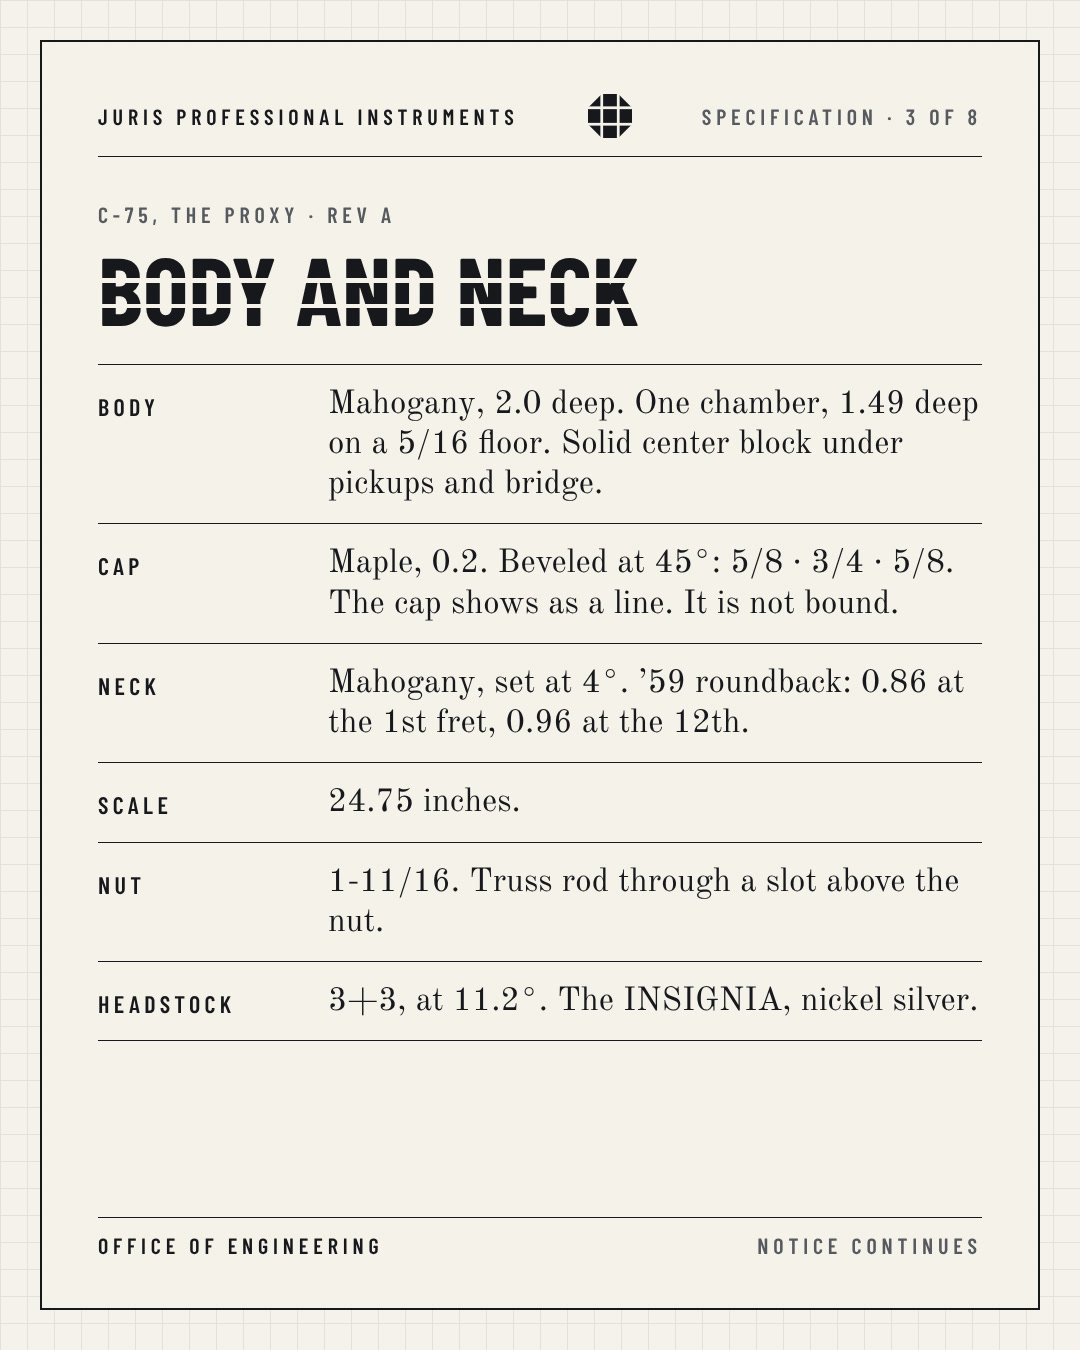 JURIS PROFESSIONAL INSTRUMENTS
SPECIFICATION · 3 OF 8
C-75, THE PROXY · REV A
BODY AND NECK
BODY
Mahogany, 2.0 deep. One chamber, 1.49 deep
on a 5/16 floor. Solid center block under
pickups and bridge.
CAP
Maple, 0.2. Beveled at 45°: 5/8 · 3/4 · 5/8.
The cap shows as a line. It is not bound.
NECK
Mahogany, set at 4°. ’59 roundback: 0.86 at
the 1st fret, 0.96 at the 12th.
SCALE
24.75 inches.
NUT
1-11/16. Truss rod through a slot above the
nut.
HEADSTOCK
3+3, at 11.2°. The INSIGNIA, nickel silver.
OFFICE OF ENGINEERING
NOTICE CONTINUES